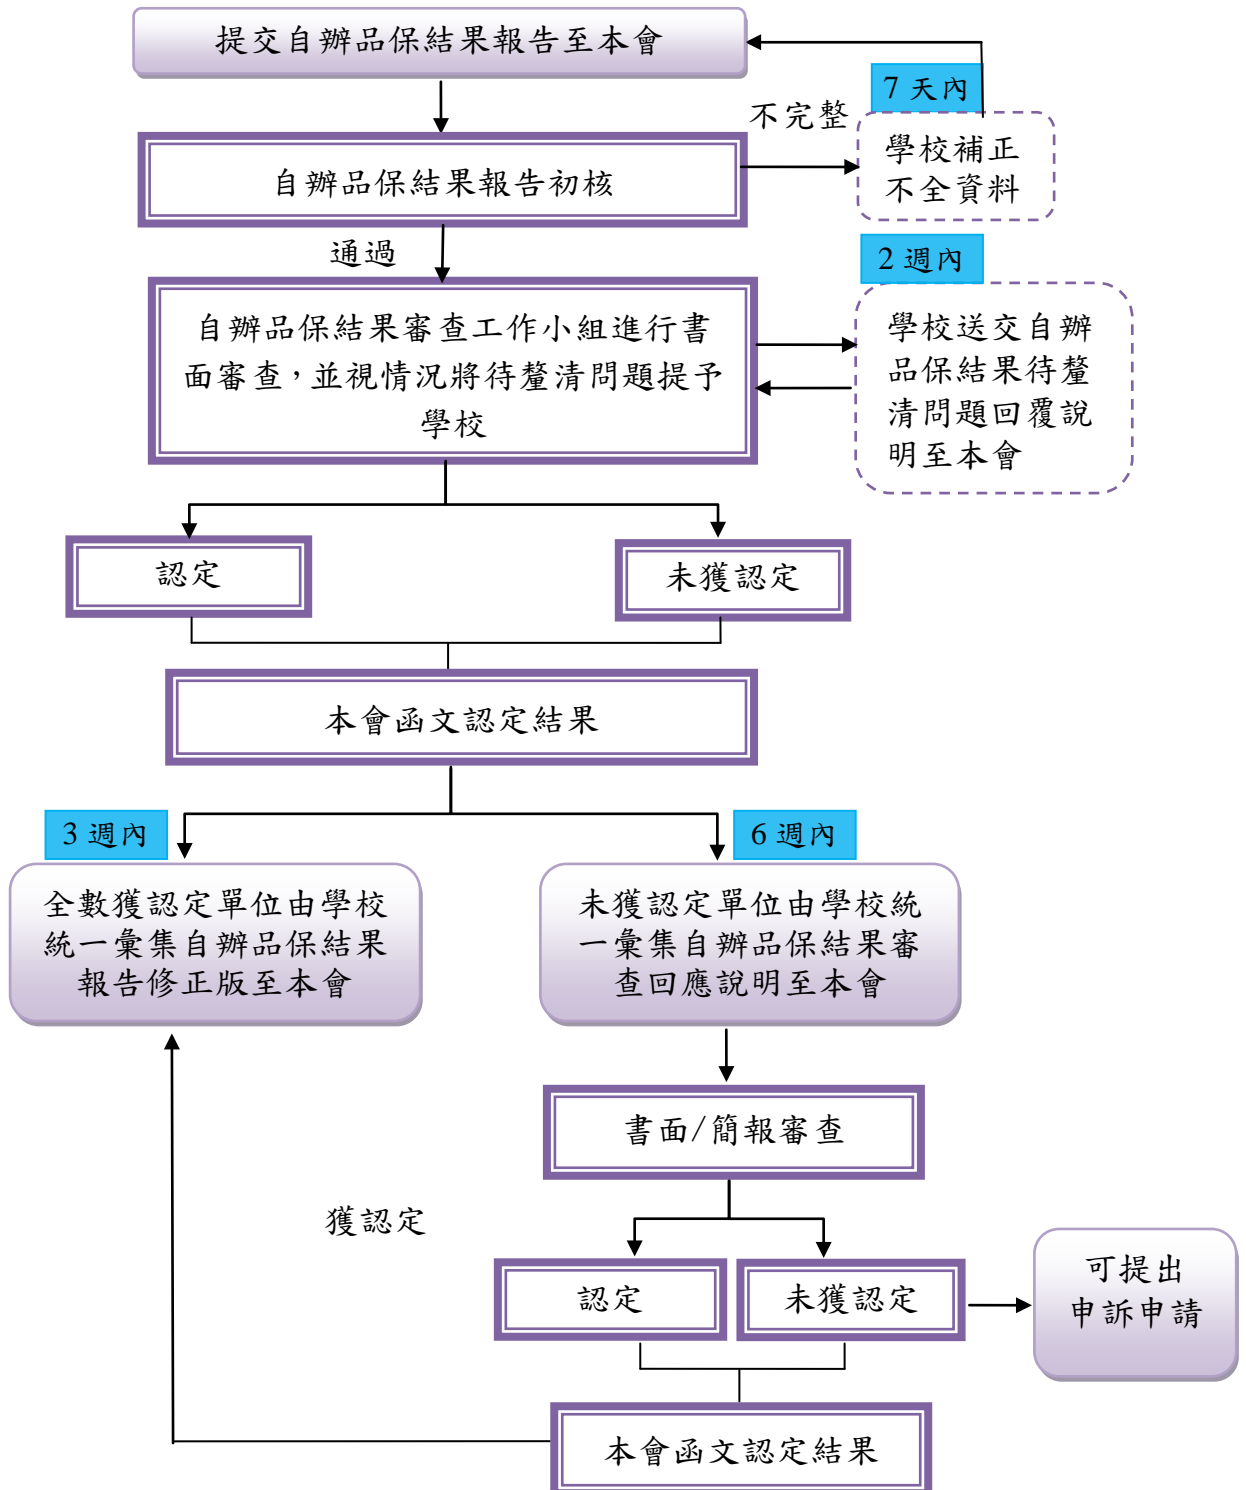 提交自辦品保結果報告至本會
7 天內
不完整
學校補正
不全資料
自辦品保結果報告初核
通過
2 週內
自辦品保結果審查工作小組進行書
面審查，並視情況將待釐清問題提予
學校
學校送交自辦
品保結果待釐
清問題回覆說
明至本會
認定
未獲認定
本會函文認定結果
3 週內
6 週內
全數獲認定單位由學校
統一彙集自辦品保結果
報告修正版至本會
未獲認定單位由學校統
一彙集自辦品保結果審
查回應說明至本會
書面/簡報審查
獲認定
認定
未獲認定
可提出
申訴申請
本會函文認定結果